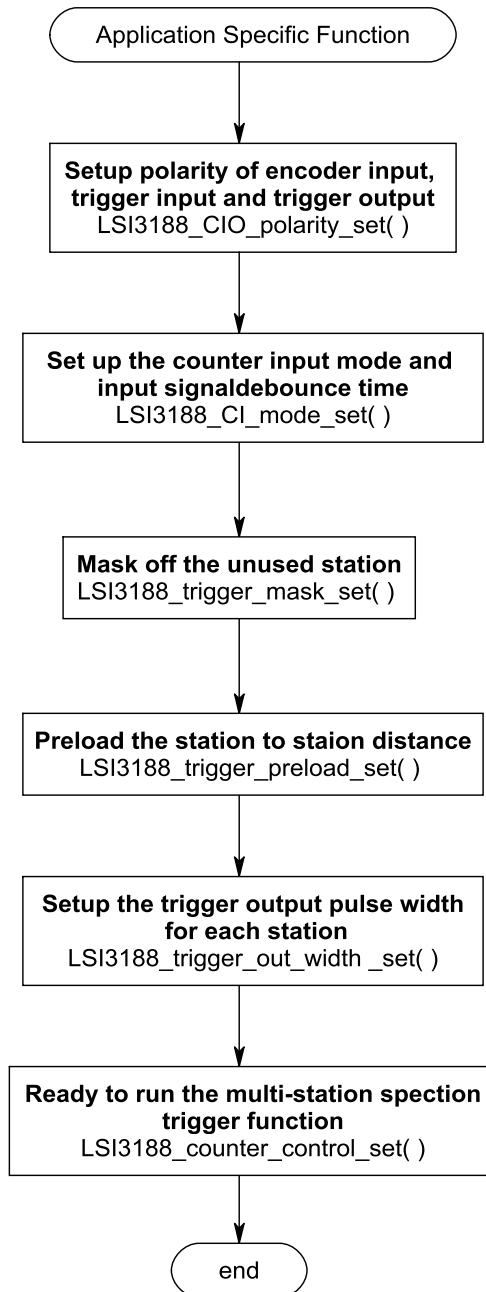 Application Specific Function
Setup polarity of encoder input,
trigger input and trigger output
LSI3188_CIO_polarity_set( )
Set up the counter input mode and
input signaldebounce time
LSI3188_CI_mode_set( )
Mask off the unused station
LSI3188_trigger_mask_set( )
Preload the station to staion distance
LSI3188_trigger_preload_set( )
Setup the trigger output pulse width
for each station
LSI3188_trigger_out_width _set( )
Ready to run the multi-station spection
trigger function
LSI3188_counter_control_set( )
end